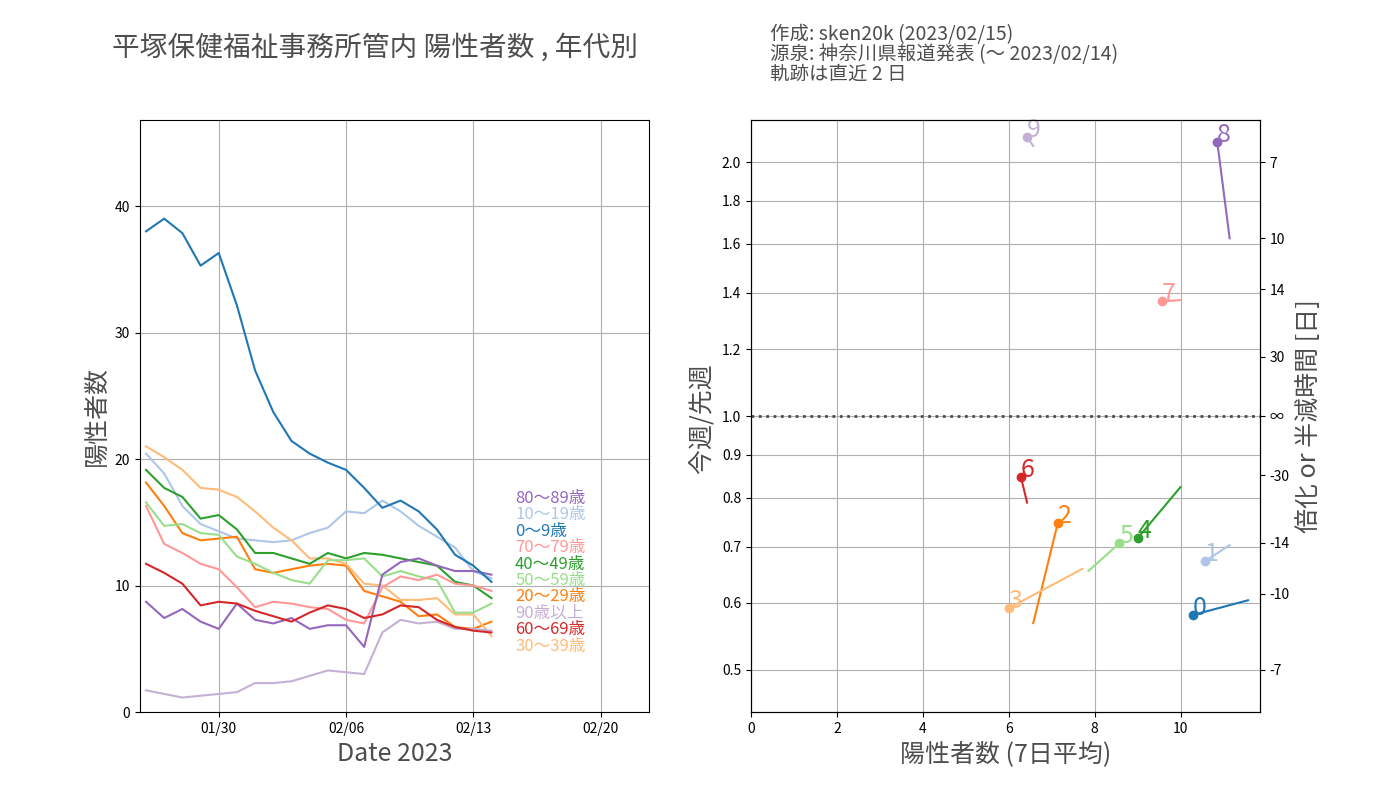 平塚保健福祉事務所管内 陽性者数 , 年代別
作成: sken20k (2023/02/15)
源泉: 神奈川県報道発表 (〜 2023/02/14)
軌跡は直近 2 日
陽性者数
40
30
20
10
0
01/30
02/06
02/13
02/20
Date 2023
80〜89歳
10〜19歳
0〜9歳
70〜79歳
40〜49歳
50〜59歳
20〜29歳
90歳以上
60〜69歳
30〜39歳
今週/先週
2.0
1.8
1.6
1.4
1.2
1.0
0.9
0.8
0.7
0.6
0.5
9
8
7
6
2
5
4
1
3
0
0
2
4
6
8
10
陽性者数 (7日平均)
7
10
14
30
∞
-30
-14
-10
-7
倍化 or 半減時間 [日]